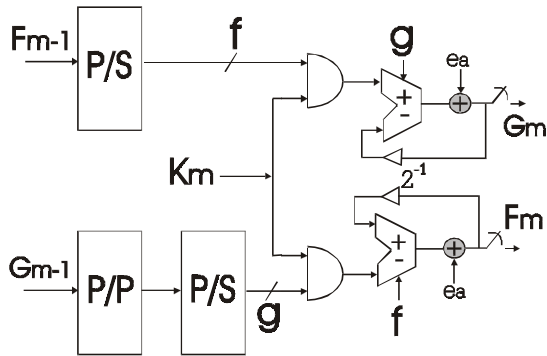 Fm-1
P/S
f
g
+
-
ea
+
Gm
Km
2-1
Gm-1
P/P
P/S
g
+
-
f
+
ea
Fm